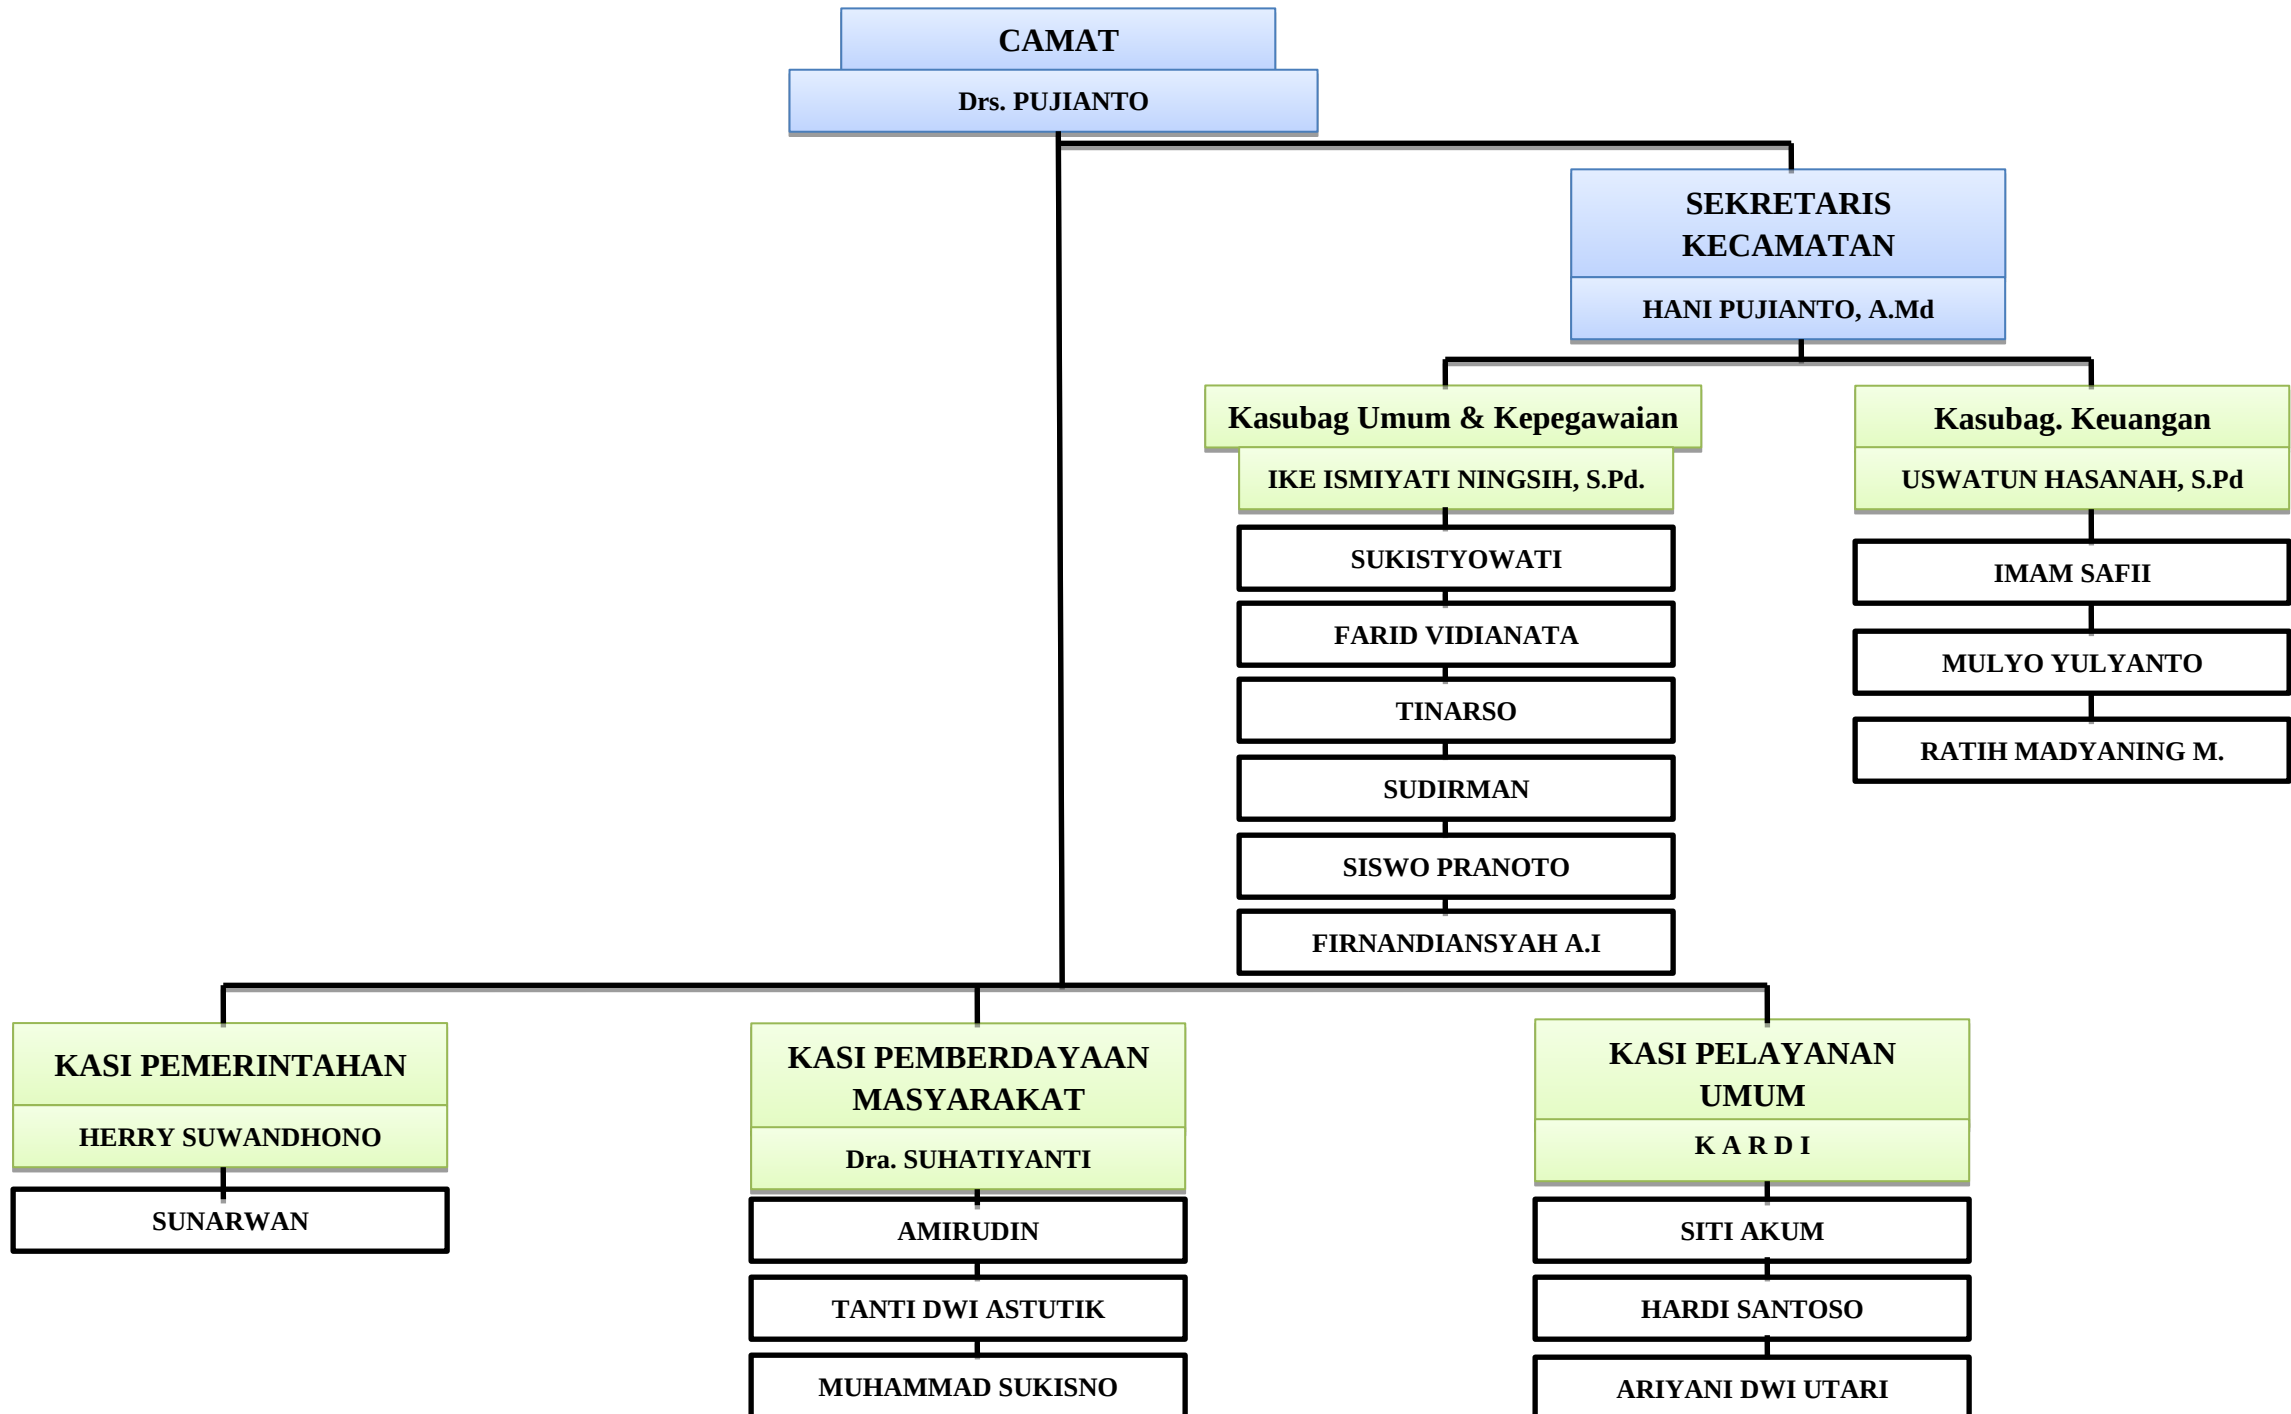 CAMAT
Drs. PUJIANTO
SEKRETARIS
KECAMATAN
HANI PUJIANTO, A.Md
Kasubag Umum & Kepegawaian
IKE ISMIYATI NINGSIH, S.Pd.
SUKISTYOWATI
FARID VIDIANATA
TINARSO
SUDIRMAN
SISWO PRANOTO
FIRNANDIANSYAH A.I
Kasubag. Keuangan
USWATUN HASANAH, S.Pd
IMAM SAFII
MULYO YULYANTO
RATIH MADYANING M.
KASI PEMERINTAHAN
HERRY SUWANDHONO
SUNARWAN
KASI PEMBERDAYAAN
MASYARAKAT
Dra. SUHATIYANTI
AMIRUDIN
TANTI DWI ASTUTIK
MUHAMMAD SUKISNO
KASI PELAYANAN
UMUM
K A R D I
SITI AKUM
HARDI SANTOSO
ARIYANI DWI UTARI